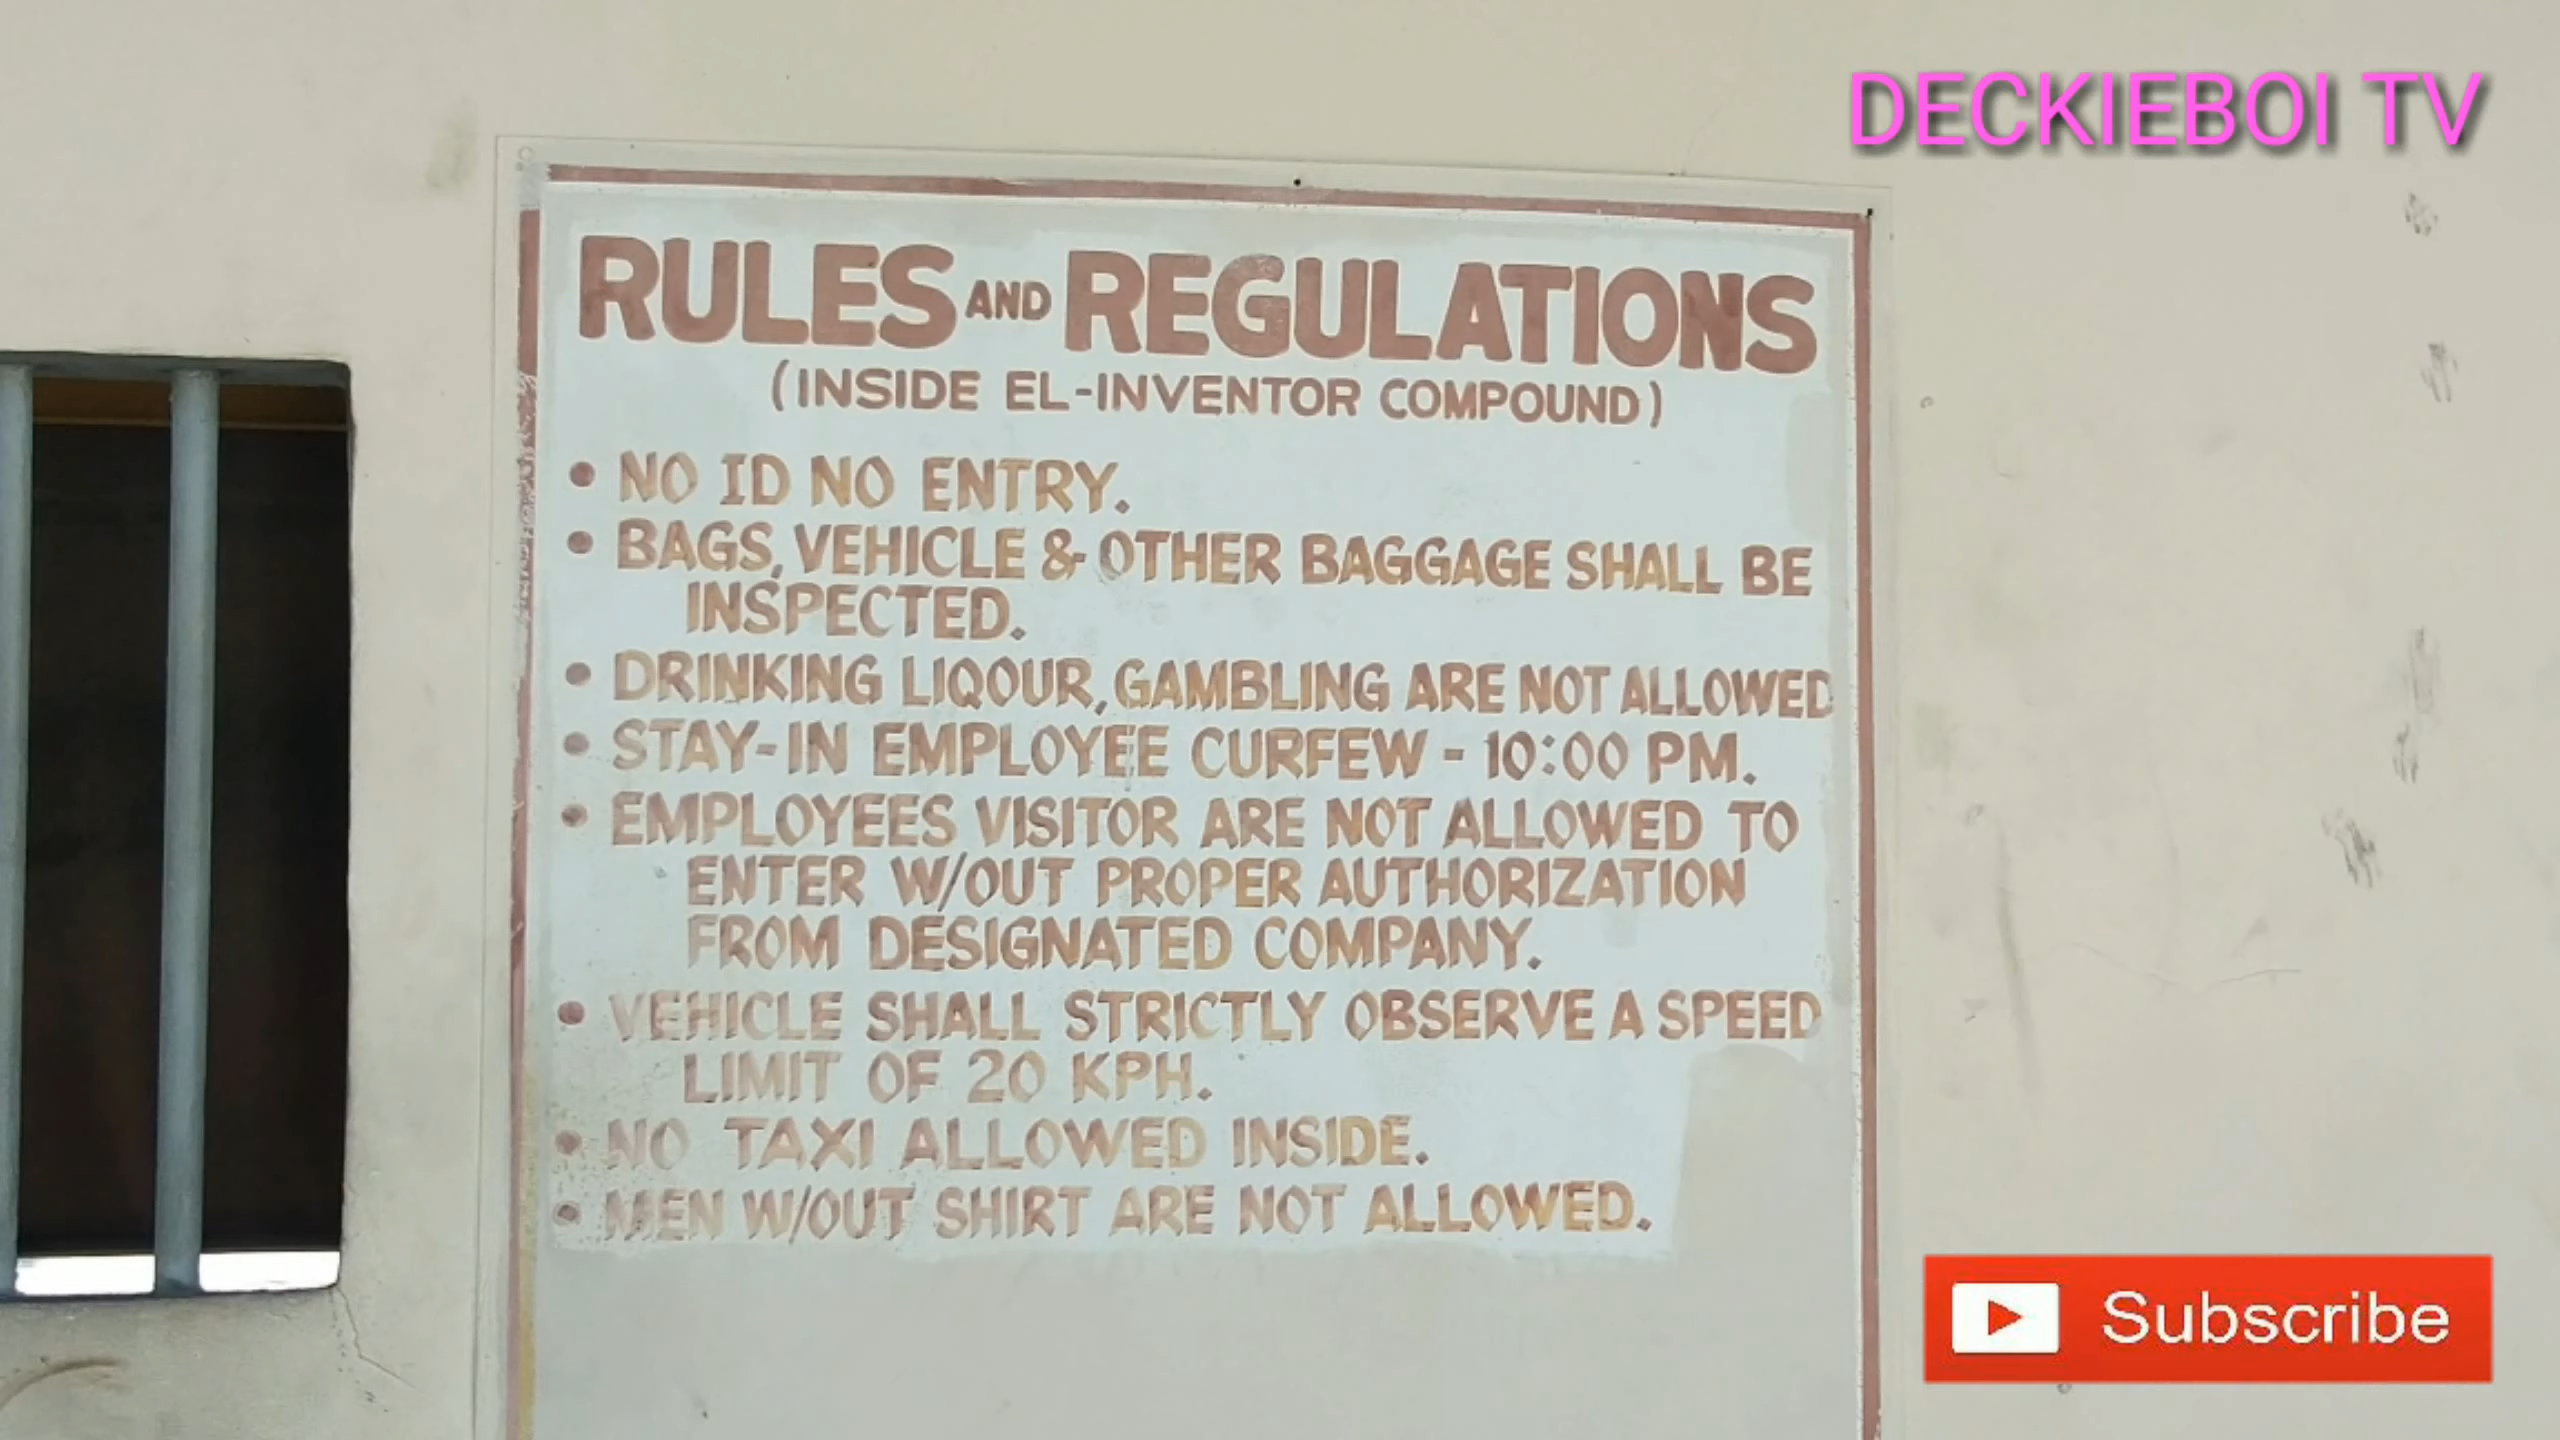 DECKIEBOI TV
RULES AND REGULATIONS
(INSIDE EL-INVENTOR COMPOUND)
• NO ID NO ENTRY.
• BAGS, VEHICLE & OTHER BAGGAGE SHALL BE
INSPECTED.
• DRINKING LIQOUR, GAMBLING ARE NOT ALLOWED
• STAY-IN EMPLOYEE CURFEW - 10:00 PM.
• EMPLOYEES VISITOR ARE NOT ALLOWED TO
ENTER W/OUT PROPER AUTHORIZATION
FROM DESIGNATED COMPANY.
• VEHICLE SHALL STRICTLY OBSERVE A SPEED
LIMIT OF 20 KPH.
• NO TAXI ALLOWED INSIDE.
• MEN W/OUT SHIRT ARE NOT ALLOWED.
Subscribe